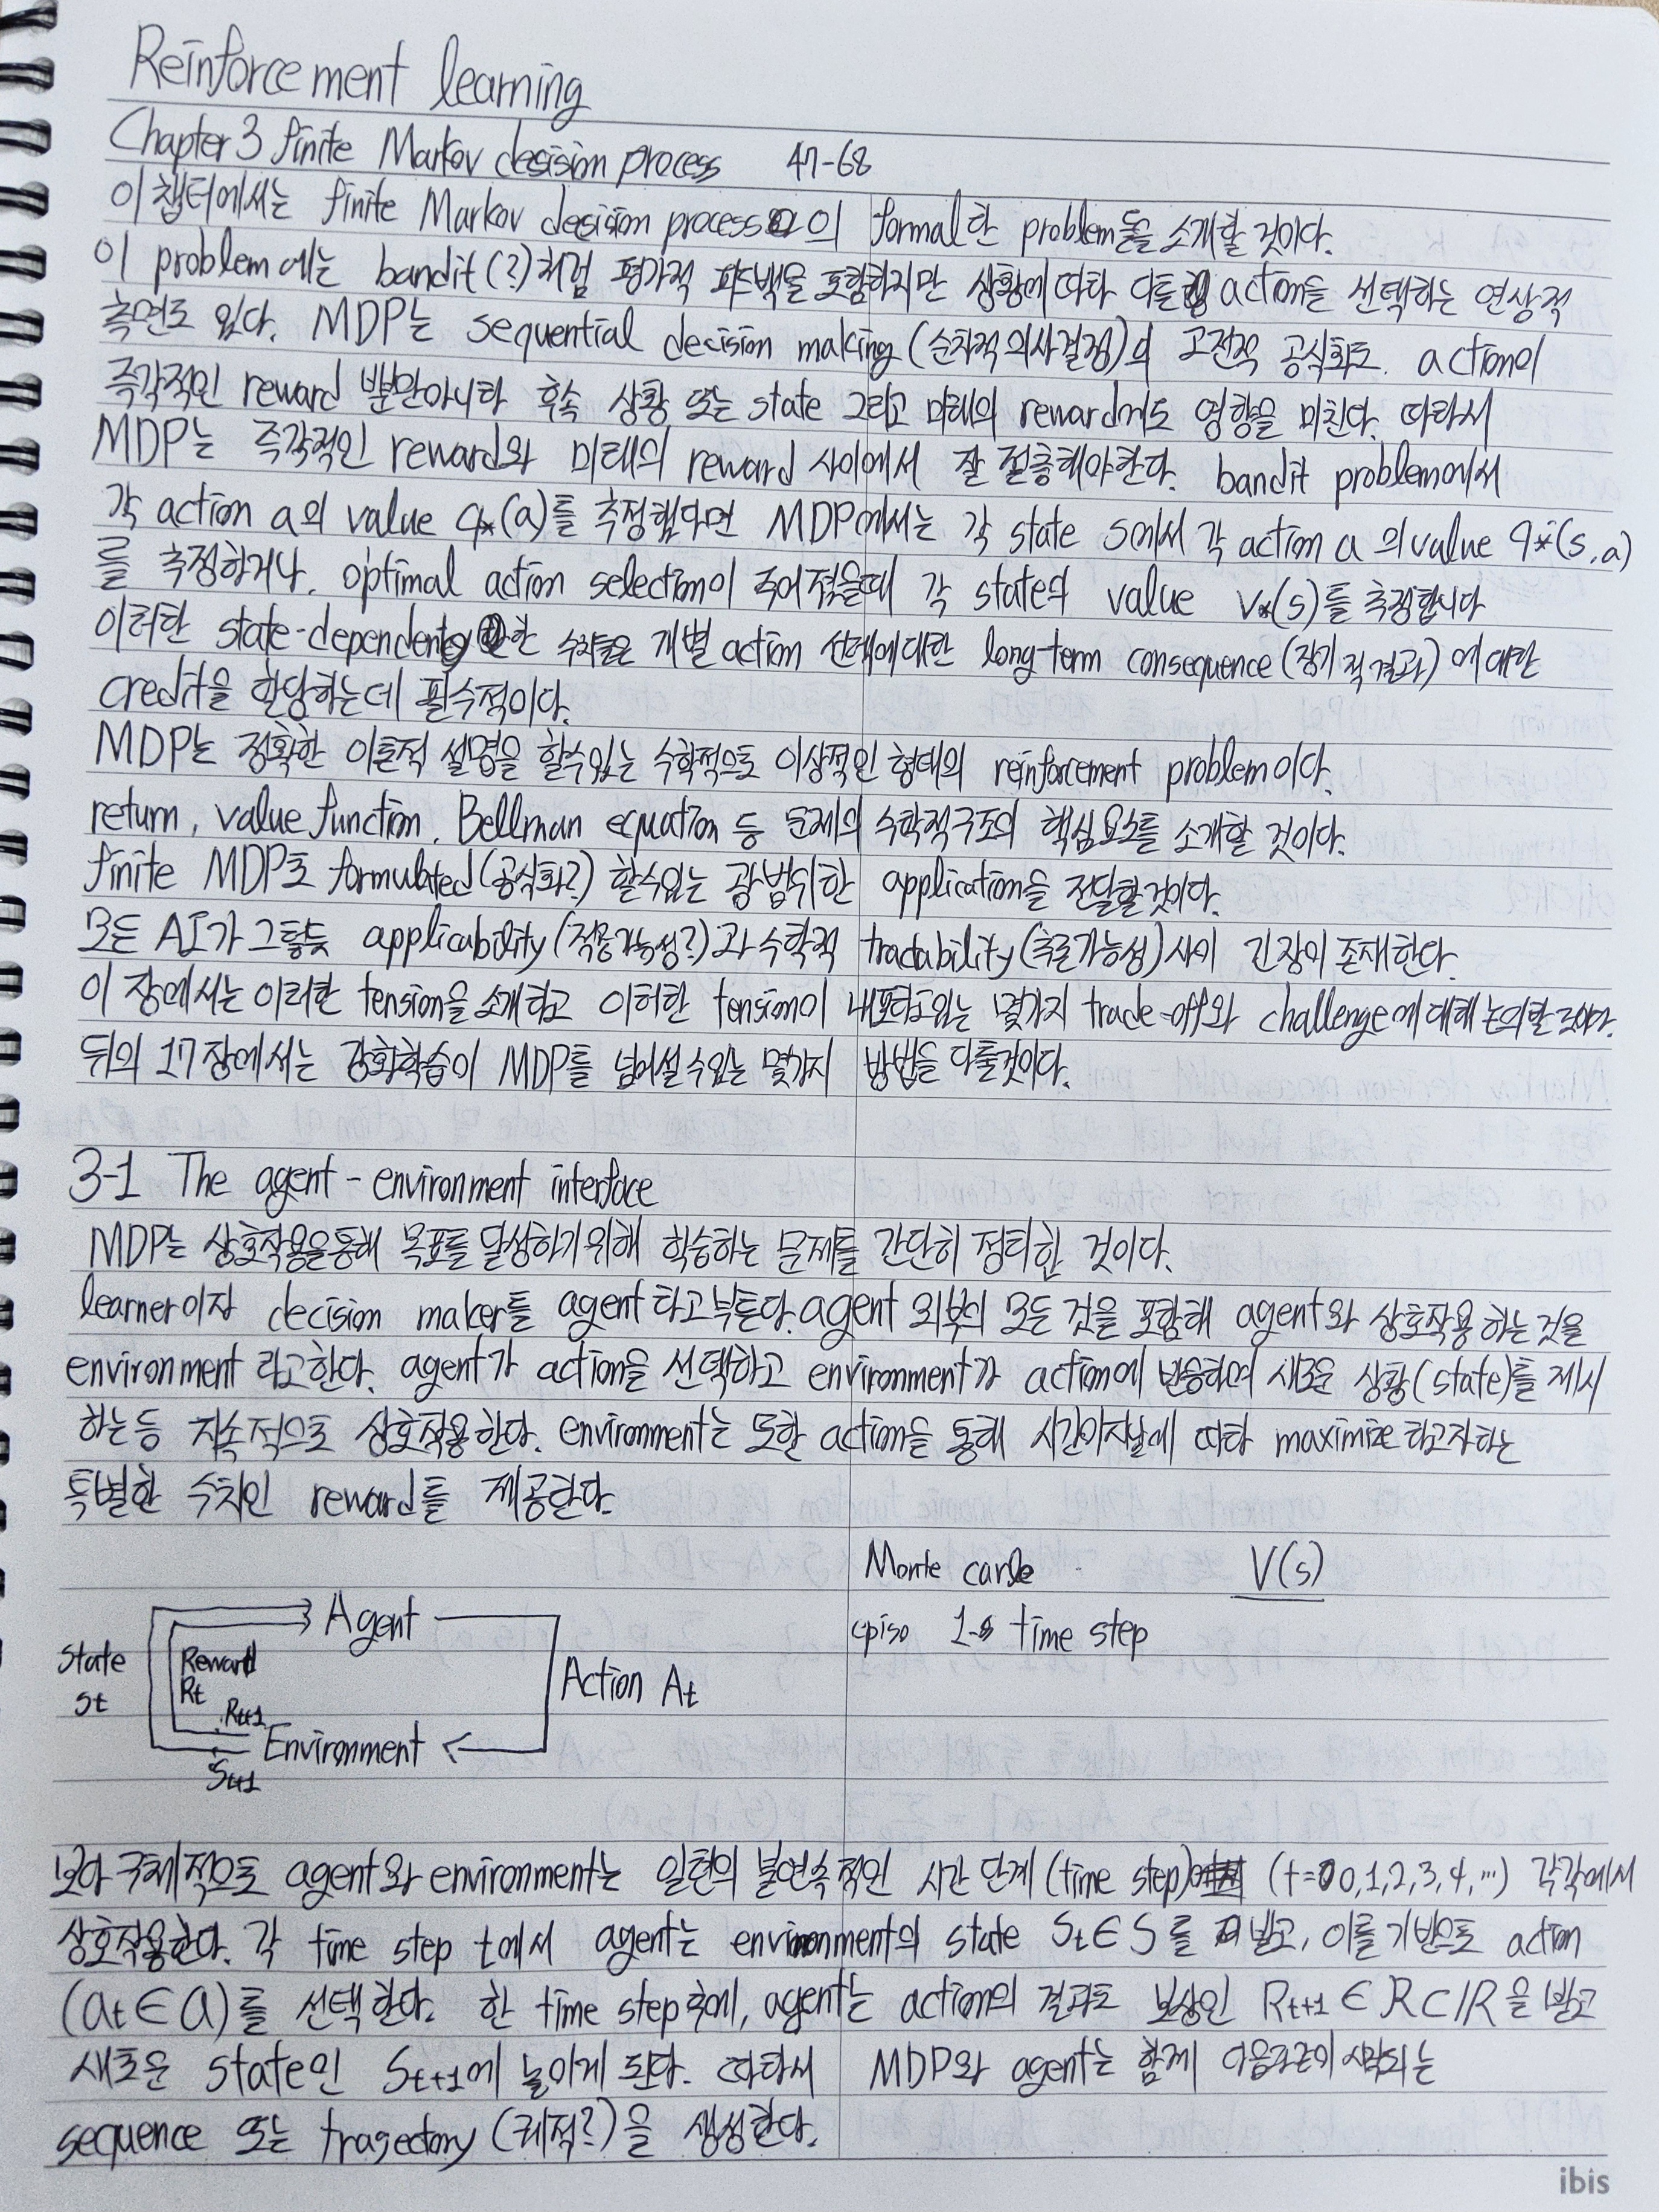 Reinforcement learning
Chapter 3 finite Markov decision process 47-68
이 챕터에서는 finite Markov decision process의 formal한 problem들을 소개할 것이다.
이 problem에는 bandit(?)처럼 평가적 피드백을 포함하지만 상황에 따라 다른 action을 선택하는 연상적
측면도 있다. MDP는 sequential decision making (순차적 의사결정)의 고전적 공식화로. action이
즉각적인 reward 뿐만아니라 후속 상황 또는 state 그리고 미래의 reward에도 영향을 미친다. 따라서
MDP는 즉각적인 reward와 미래의 reward 사이에서 잘 절충해야한다. bandit problem에서
각 action a의 value q*(a)를 추정했다면 MDP에서는 각 state s에서 각 action a의 value q*(s,a)
를 추정하거나, optimal action selection이 주어졌을때 각 state의 value v*(s)를 추정합니다
이러한 state-dependent한 수치들은 개별 action 선택에대한 long-term consequence (장기적 결과)에 대한
credit을 할당하는데 필수적이다.
MDP는 정확한 이론적 설명을 할수있는 수학적으로 이상적인 형태의 reinforcement problem이다.
return, value function, Bellman equation 등 문제의 수학적구조의 핵심요소를 소개할 것이다.
finite MDP로 formulated(공식화?) 할수있는 광범위한 application을 전달할것이다.
모든 AI가 그렇듯 applicability(적용가능성?)과 수학적 tractability(추론가능성)사이 긴장이 존재한다.
이 장에서는 이러한 tension을 소개하고 이러한 tension이 내포하고있는 몇가지 trade-off와 challenge에 대해 논의할 것이다.
뒤의 17장에서는 강화학습이 MDP를 넘어설 수있는 몇가지 방법을 다룰것이다.
3-1 The agent-environment interface
MDP는 상호작용을통해 목표를 달성하기위해 학습하는 문제를 간단히 정리한 것이다.
learner이자 decision maker를 agent라고 부른다. agent 외부의 모든 것을 포함해 agent와 상호작용 하는 것을
environment 라고한다. agent가 action을 선택하고 environment가 action에 반응하여 새로운 상황(state)를 제시
하는등 지속적으로 상호작용한다. environment는 또한 action을 통해 시간이지남에 따라 maximize 하고자하는
특별한 수치인 reward를 제공한다.
Monte carlo V(s)
episo 1-s time step
Agent
State
St
Reward
Rt
Action At
Rt+1
Environment
St+1
보다 구체적으로 agent와 environment는 일련의 불연속적인 시간 단계 (time step) (t=0,1,2,3,4,...) 각각에서
상호작용한다. 각 time step t에서 agent는 environment의 state St∈S를 받고, 이를 기반으로 action
(at∈a)를 선택한다. 한 time step후에, agent는 action의 결과로 보상인 Rt+1 ∈ R⊂ℝ을 받고
새로운 state인 St+1에 놓이게 된다. 따라서 MDP와 agent는 함께 다음과같이 시작되는
sequence 또는 tragectory (궤적?)을 생성한다.
ibis